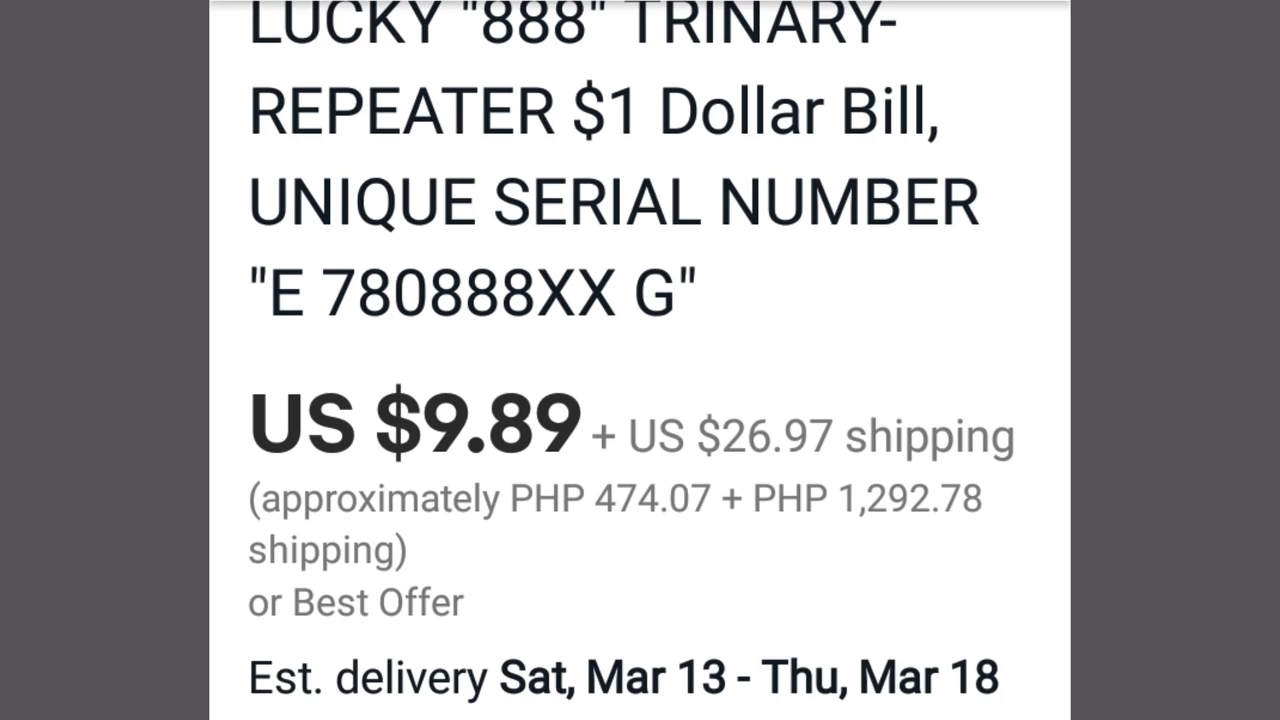 LUCKY "888" TRINARY-
REPEATER $1 Dollar Bill,
UNIQUE SERIAL NUMBER
"E 780888XX G"
US $9.89 + US $26.97 shipping
(approximately PHP 474.07 + PHP 1,292.78
shipping)
or Best Offer
Est. delivery Sat, Mar 13 - Thu, Mar 18